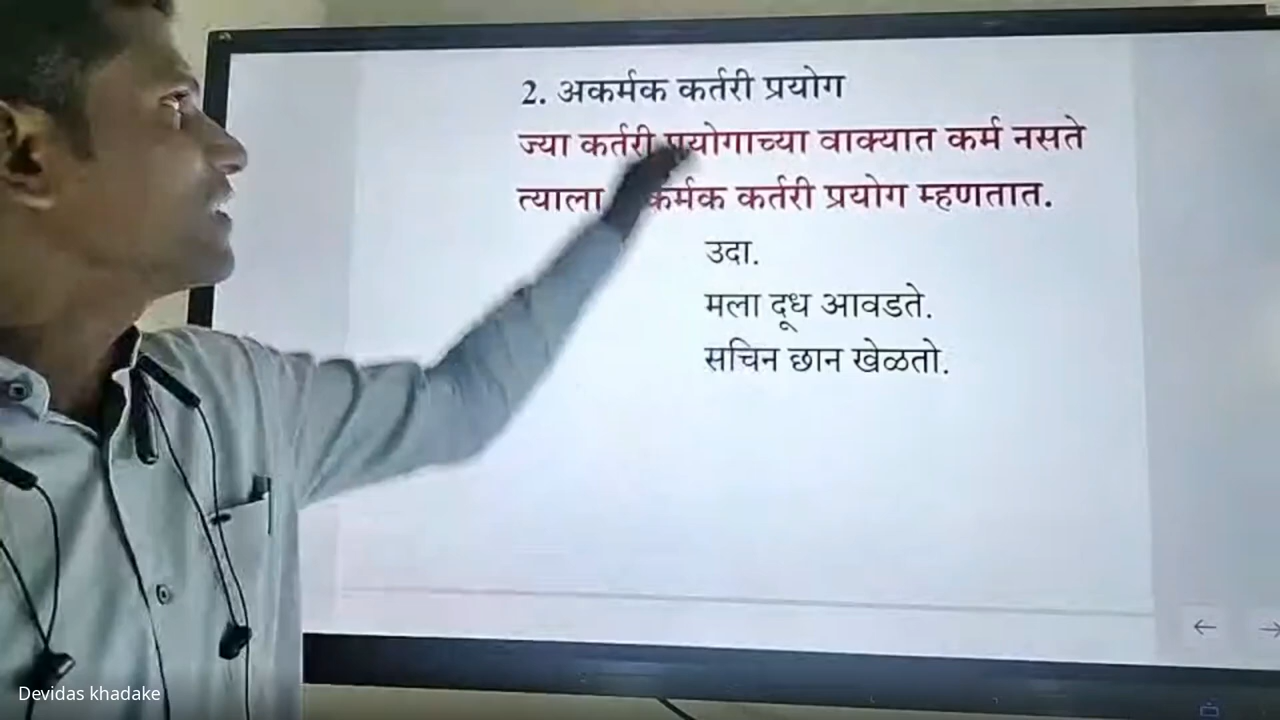 2. अकर्मक कर्तरी प्रयोग
ज्या कर्तरी प्रयोगाच्या वाक्यात कर्म नसते
त्याला कर्तरी प्रयोग म्हणतात.
उदा.
मला दूध आवडते.
सचिन छान खेळतो.
Devidas khadake